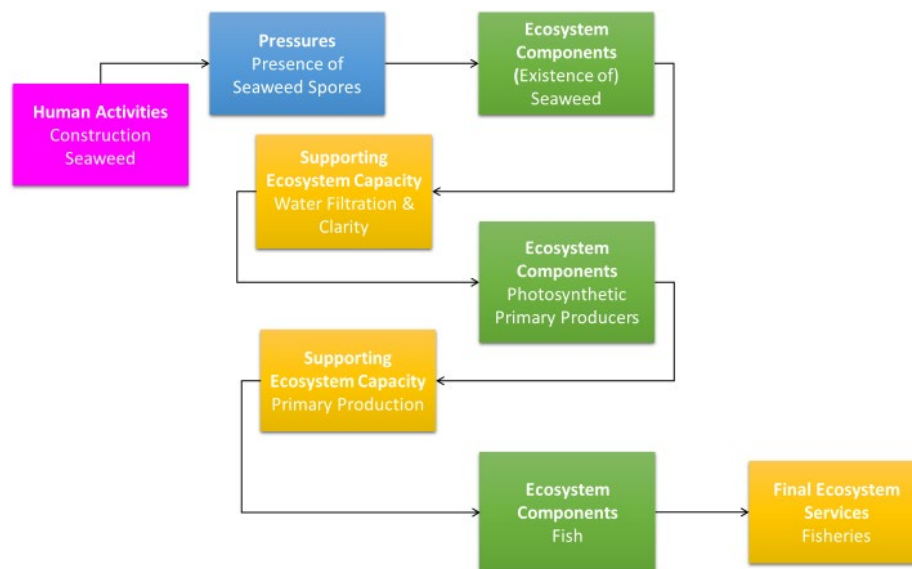 Pressures
Presence of
Seaweed Spores
Ecosystem
Components
(Existence of)
Seaweed
Human Activities
Construction
Seaweed
Supporting
Ecosystem Capacity
Water Filtration &
Clarity
Ecosystem
Components
Photosynthetic
Primary Producers
Supporting
Ecosystem Capacity
Primary Production
Ecosystem
Components
Fish
Final Ecosystem
Services
Fisheries